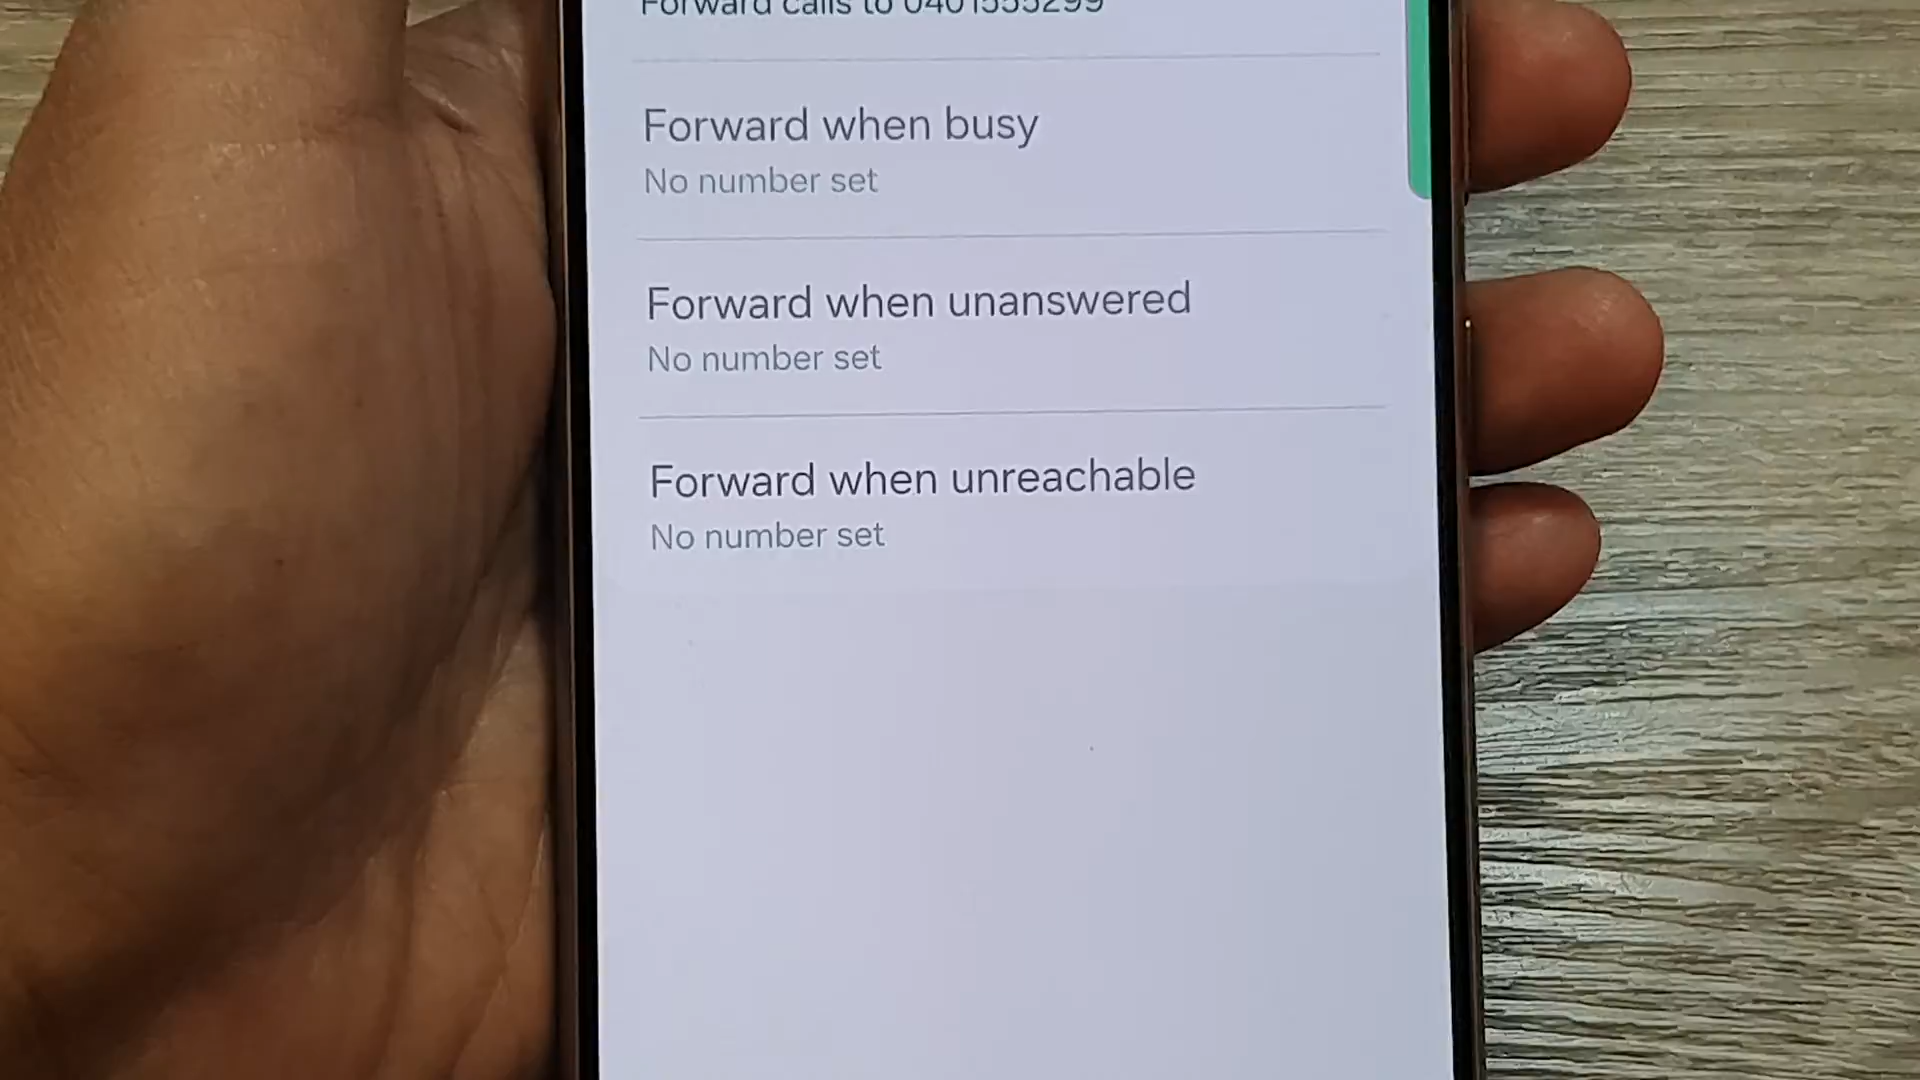 Forward calls to 0401555299
Forward when busy
No number set
Forward when unanswered
No number set
Forward when unreachable
No number set